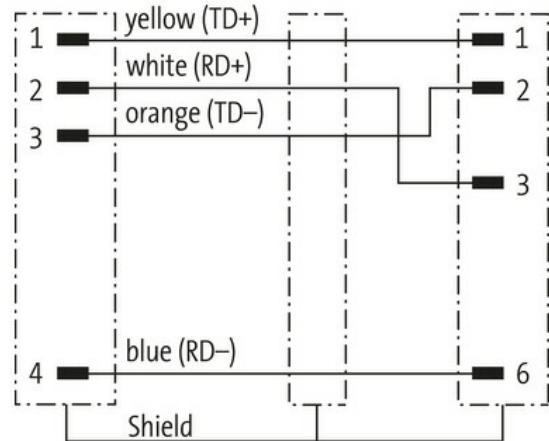 1 yellow (TD+) 1
2 white (RD+) 2
3 orange (TD–)
3
4 blue (RD–) 6
Shield